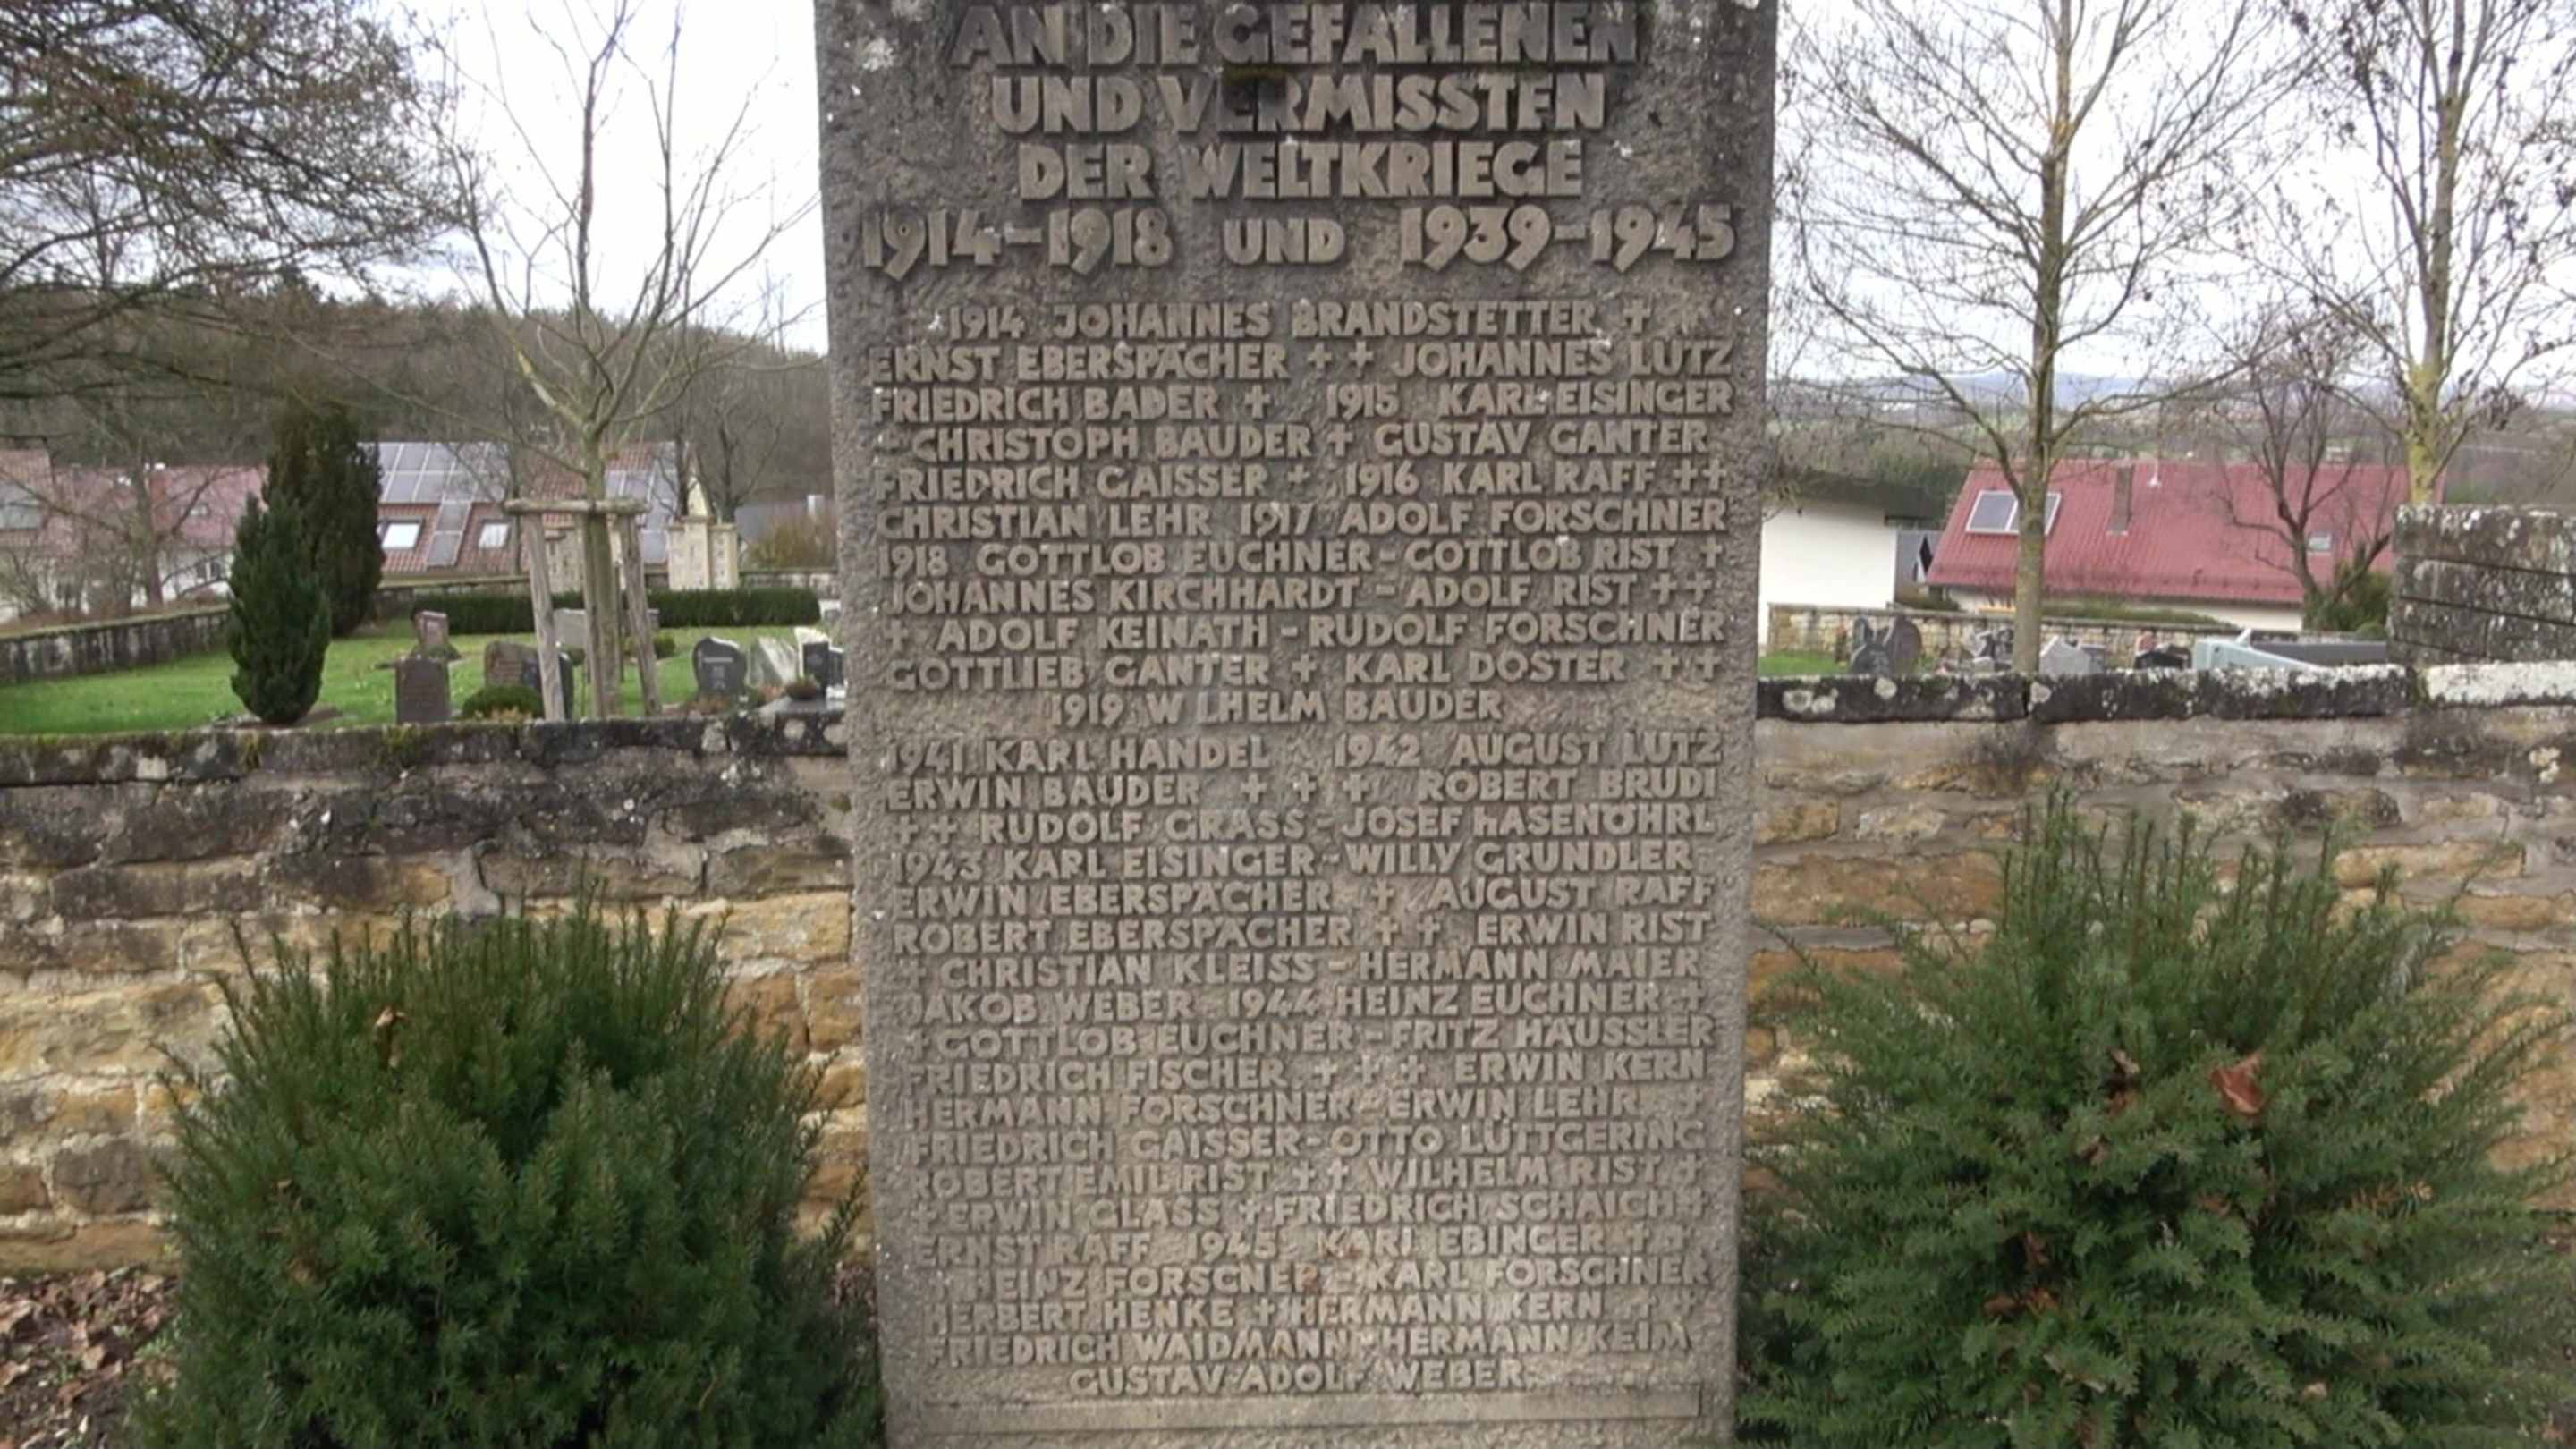 AN DIE GEFALLENEN
UND VERMISSTEN
DER WELTKRIEGE
1914-1918 UND 1939-1945
1914 JOHANNES BRANDSTETTER +
ERNST EBERSPÄCHER + + JOHANNES LUTZ
FRIEDRICH BADER + 1915 KARL EISINGER
+ CHRISTOPH BAUDER + GUSTAV GANTER
FRIEDRICH GAISSER + 1916 KARL RAFF ++
CHRISTIAN LEHR 1917 ADOLF FORSCHNER
1918 GOTTLOB EUCHNER - GOTTLOB RIST +
JOHANNES KIRCHHARDT - ADOLF RIST ++
+ ADOLF KEINATH - RUDOLF FORSCHNER
GOTTLIEB GANTER + KARL DOSTER ++
1919 W LHELM BAUDER
1941 KARL HANDEL 1942 AUGUST LUTZ
ERWIN BAUDER + + + ROBERT BRUDI
++ RUDOLF GRASS - JOSEF HASENÖHRL
1943 KARL EISINGER - WILLY GRUNDLER
ERWIN EBERSPÄCHER + AUGUST RAFF
ROBERT EBERSPÄCHER + + ERWIN RIST
+ CHRISTIAN KLEISS - HERMANN MAIER
JAKOB WEBER 1944 HEINZ EUCHNER +
+ GOTTLOB EUCHNER - FRITZ HÄUSSLER
FRIEDRICH FISCHER + + + ERWIN KERN
HERMANN FORSCHNER - ERWIN LEHR +
FRIEDRICH GAISSER - OTTO LÜTTGERING
ROBERT EMIL RIST ++ WILHELM RIST +
+ ERWIN GLASS + FRIEDRICH SCHAICH +
ERNST RAFF 1945 KARL EBINGER ++
+ HEINZ FORSCNER - KARL FORSCHNER
HERBERT HENKE + HERMANN KERN ++
FRIEDRICH WAIDMANN - HERMANN KEIM
GUSTAV ADOLF WEBER